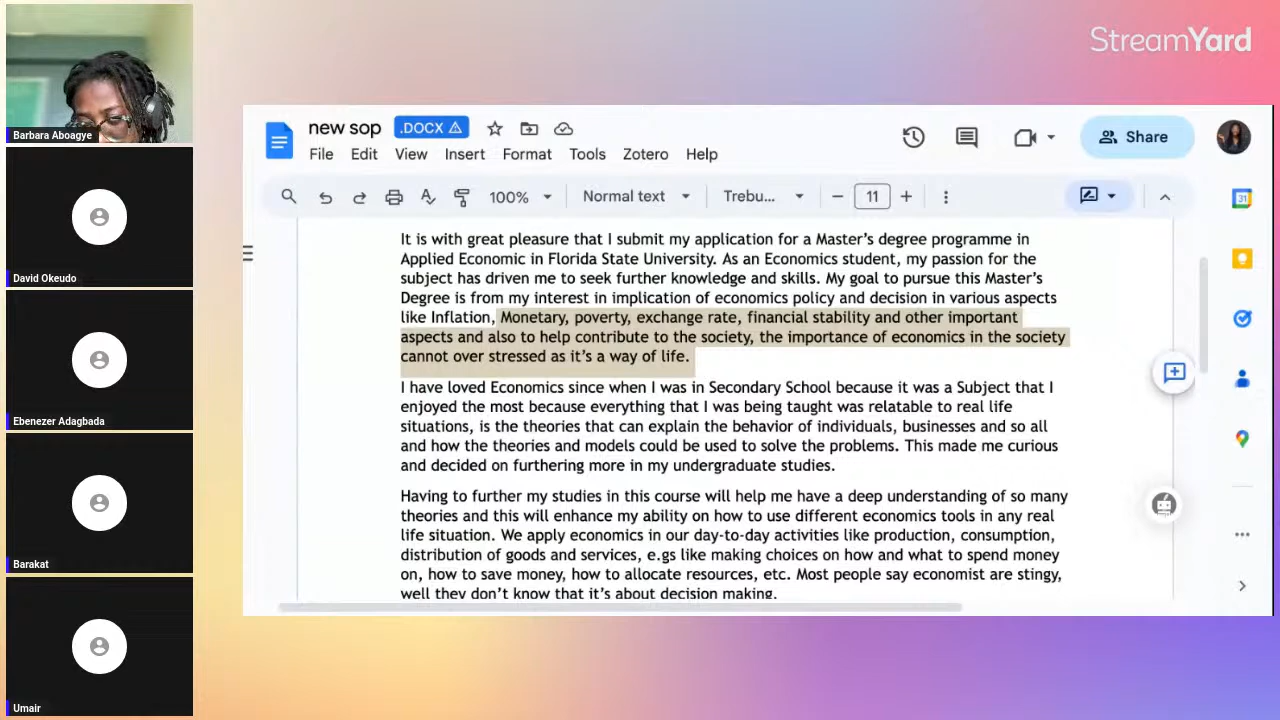 StreamYard
Barbara Aboagye
David Okeudo
Ebenezer Adagbada
Barakat
Umair
new sop .DOCX
File Edit View Insert Format Tools Zotero Help
Share
100% Normal text Trebu... 11
31
It is with great pleasure that I submit my application for a Master's degree programme in
Applied Economic in Florida State University. As an Economics student, my passion for the
subject has driven me to seek further knowledge and skills. My goal to pursue this Master's
Degree is from my interest in implication of economics policy and decision in various aspects
like Inflation, Monetary, poverty, exchange rate, financial stability and other important
aspects and also to help contribute to the society, the importance of economics in the society
cannot over stressed as it's a way of life.
I have loved Economics since when I was in Secondary School because it was a Subject that I
enjoyed the most because everything that I was being taught was relatable to real life
situations, is the theories that can explain the behavior of individuals, businesses and so all
and how the theories and models could be used to solve the problems. This made me curious
and decided on furthering more in my undergraduate studies.
Having to further my studies in this course will help me have a deep understanding of so many
theories and this will enhance my ability on how to use different economics tools in any real
life situation. We apply economics in our day-to-day activities like production, consumption,
distribution of goods and services, e.gs like making choices on how and what to spend money
on, how to save money, how to allocate resources, etc. Most people say economist are stingy,
well they don't know that it's about decision making.